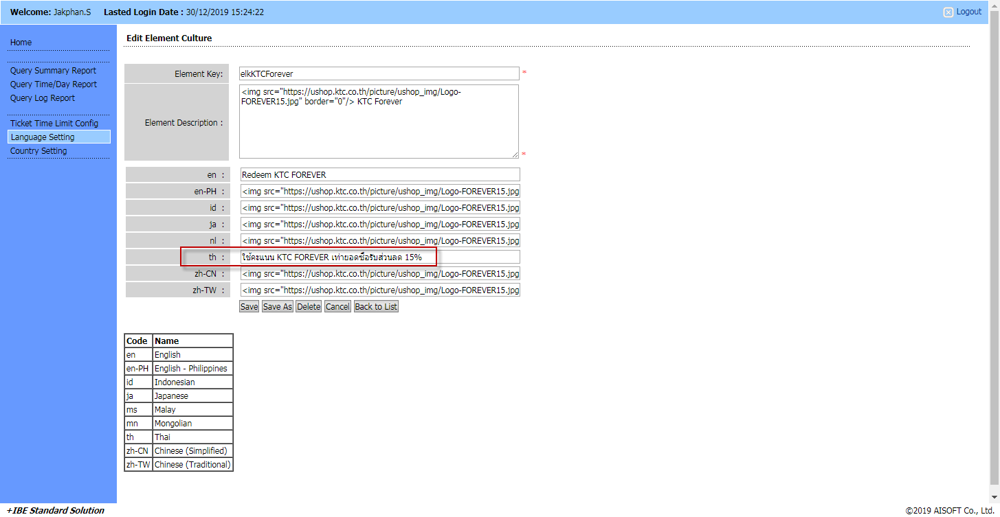 Welcome: Jakphan.S Lasted Login Date : 30/12/2019 15:24:22
Logout
Home
Query Summary Report
Query Time/Day Report
Query Log Report
Ticket Time Limit Config
Language Setting
Country Setting
Edit Element Culture
Element Key: elkKTCForever *
Element Description : <img src="https://ushop.ktc.co.th/picture/ushop_img/Logo-
FOREVER15.jpg" border="0"/> KTC Forever
*
en : Redeem KTC FOREVER
en-PH : <img src="https://ushop.ktc.co.th/picture/ushop_img/Logo-FOREVER15.jpg
id : <img src="https://ushop.ktc.co.th/picture/ushop_img/Logo-FOREVER15.jpg
ja : <img src="https://ushop.ktc.co.th/picture/ushop_img/Logo-FOREVER15.jpg
nl : <img src="https://ushop.ktc.co.th/picture/ushop_img/Logo-FOREVER15.jpg
th : ใช้คะแนน KTC FOREVER เท่ายอดซื้อรับส่วนลด 15%
zh-CN : <img src="https://ushop.ktc.co.th/picture/ushop_img/Logo-FOREVER15.jpg
zh-TW : <img src="https://ushop.ktc.co.th/picture/ushop_img/Logo-FOREVER15.jpg
Save Save As Delete Cancel Back to List
Code Name
en English
en-PH English - Philippines
id Indonesian
ja Japanese
ms Malay
mn Mongolian
th Thai
zh-CN Chinese (Simplified)
zh-TW Chinese (Traditional)
+IBE Standard Solution
©2019 AISOFT Co., Ltd.